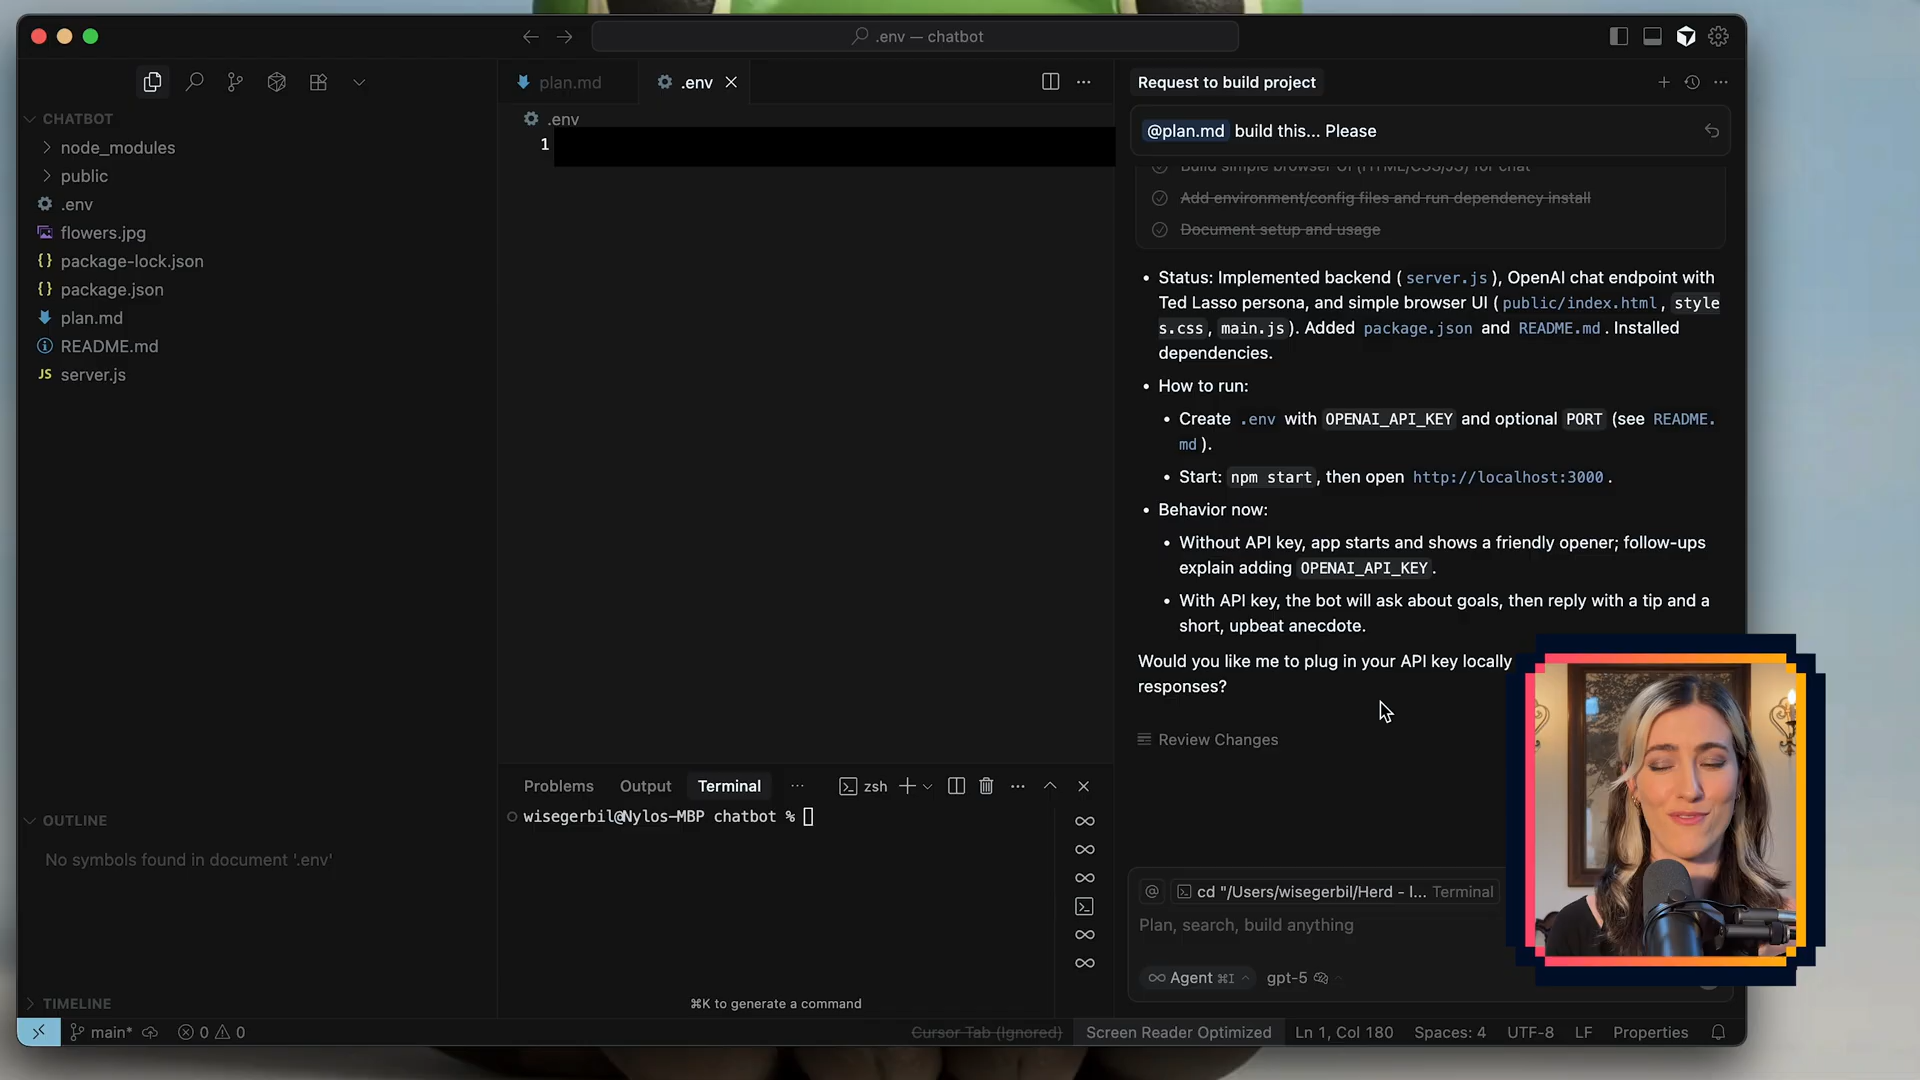 .env — chatbot
CHATBOT
node_modules
public
.env
flowers.jpg
package-lock.json
package.json
plan.md
README.md
server.js
OUTLINE
No symbols found in document '.env'
TIMELINE
plan.md
.env
.env
1
Problems
Output
Terminal
zsh
wisegerbil@Nylos-MBP chatbot %
⌘K to generate a command
Request to build project
@plan.md build this... Please
Build simple browser UI (HTML/CSS/JS) for chat
Add environment/config files and run dependency install
Document setup and usage
• Status: Implemented backend ( server.js ), OpenAI chat endpoint with
Ted Lasso persona, and simple browser UI ( public/index.html , style
s.css , main.js ). Added package.json and README.md . Installed
dependencies.
• How to run:
• Create .env with OPENAI_API_KEY and optional PORT (see README.
md ).
• Start: npm start , then open http://localhost:3000 .
• Behavior now:
• Without API key, app starts and shows a friendly opener; follow-ups
explain adding OPENAI_API_KEY .
• With API key, the bot will ask about goals, then reply with a tip and a
short, upbeat anecdote.
Would you like me to plug in your API key locally
responses?
Review Changes
@ cd "/Users/wisegerbil/Herd - l... Terminal
Plan, search, build anything
Agent ⌘I
gpt-5
main*
0
0
Cursor Tab (Ignored)
Screen Reader Optimized
Ln 1, Col 180
Spaces: 4
UTF-8
LF
Properties